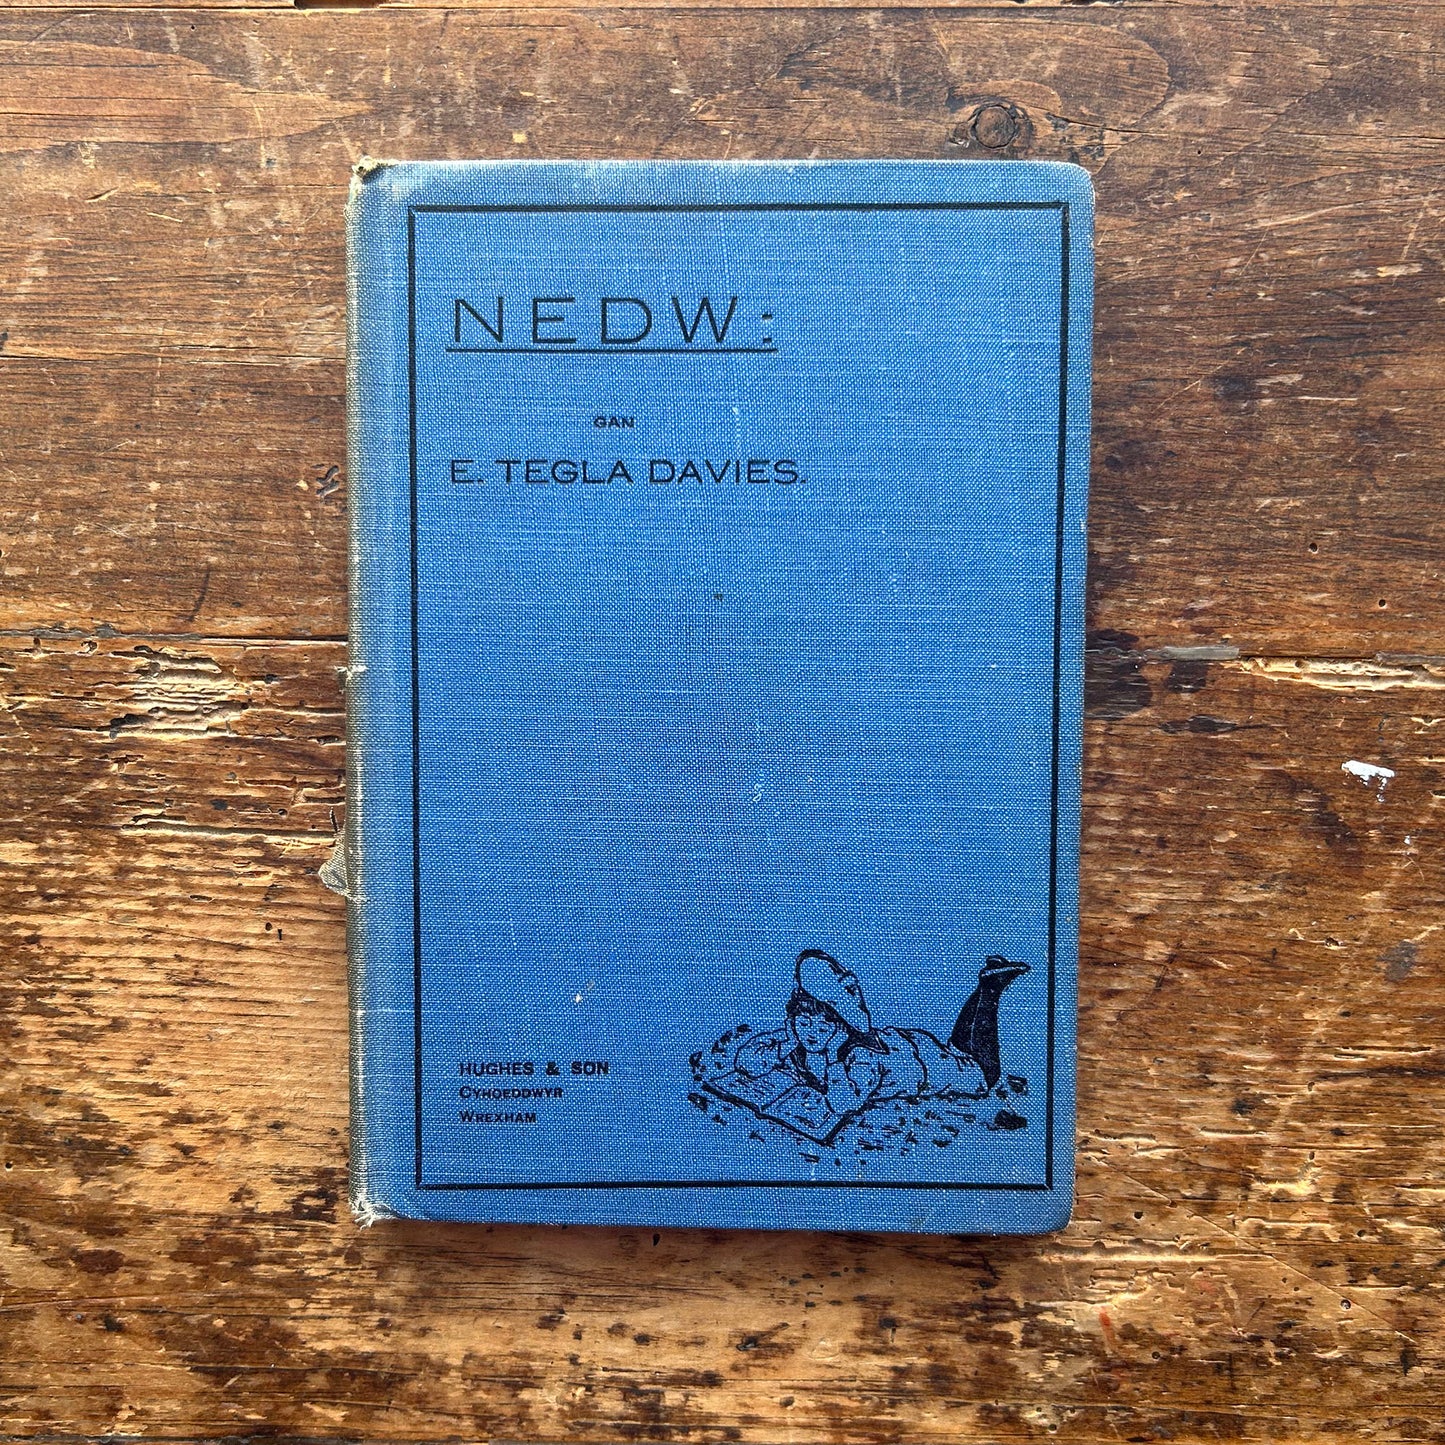 NEDW:
GAN
E. TEGLA DAVIES.
HUGHES & SON
CYHOEDDWYR
WREXHAM